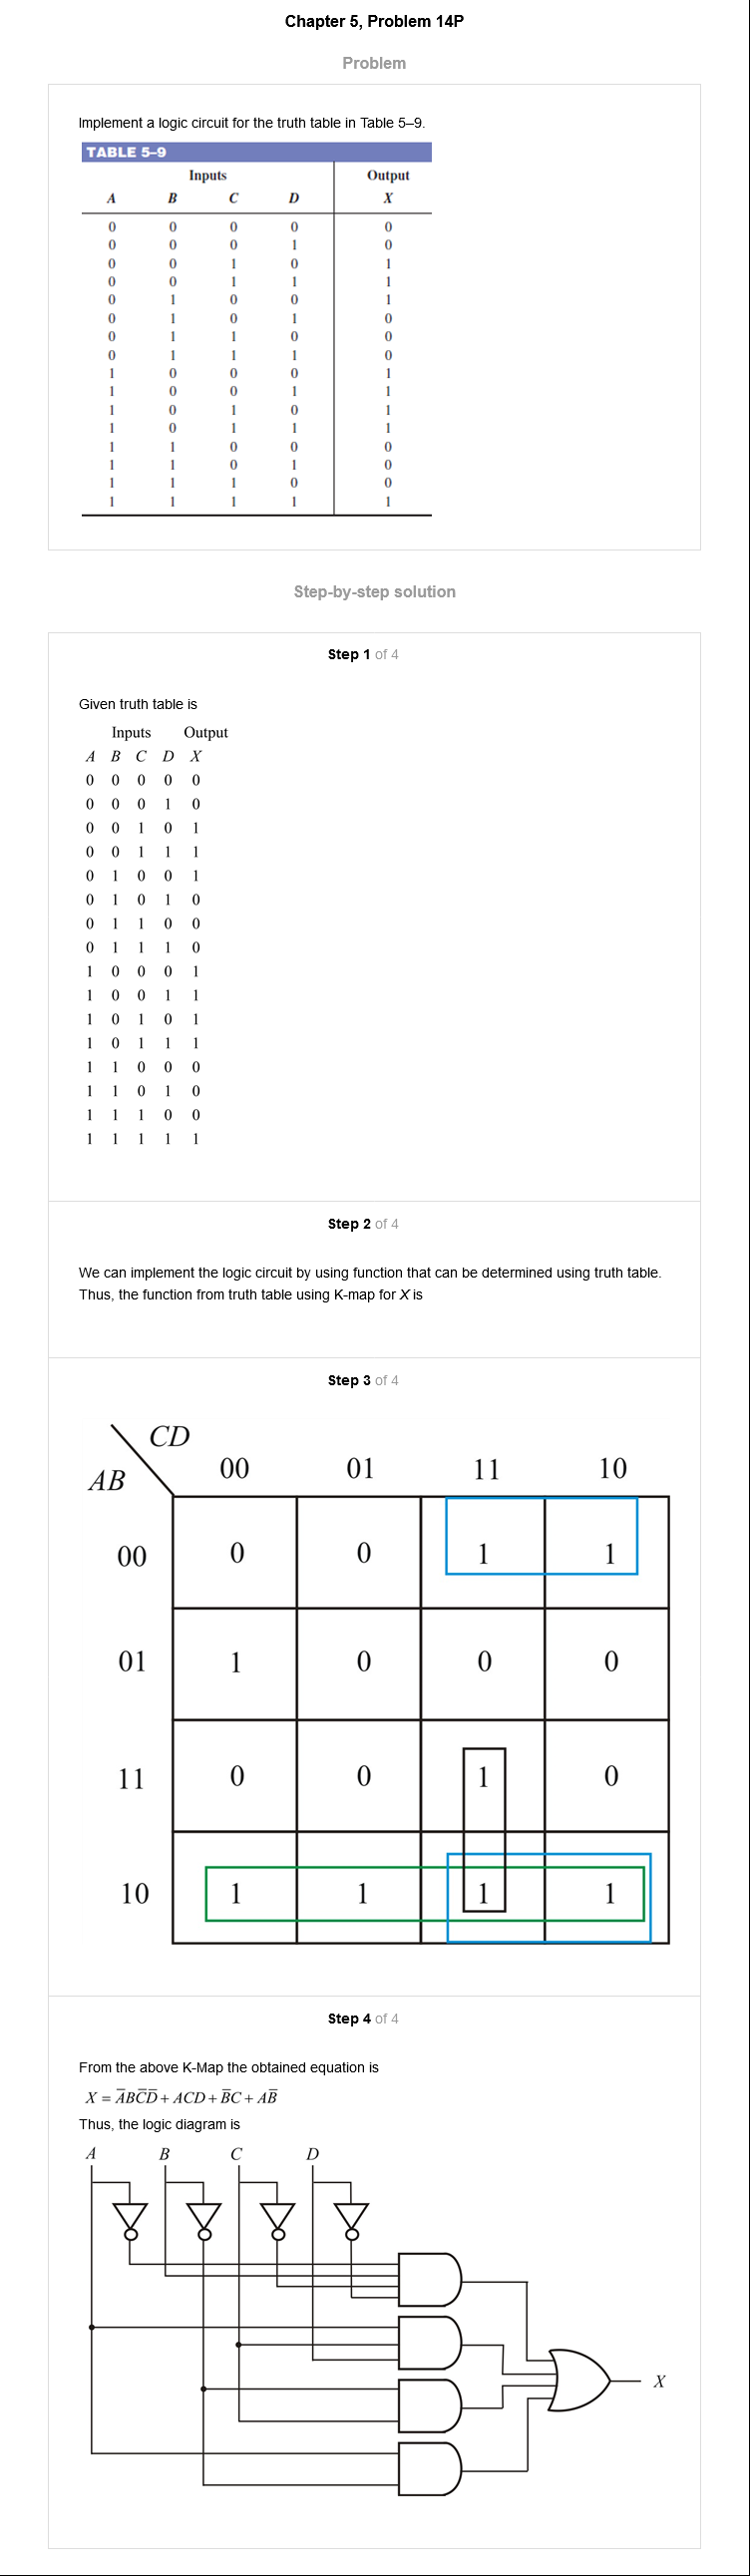 Chapter 5, Problem 14P
Problem
Implement a logic circuit for the truth table in Table 5–9.
TABLE 5–9
Inputs Output
A B C D X
0 0 0 0 0
0 0 0 1 0
0 0 1 0 1
0 0 1 1 1
0 1 0 0 1
0 1 0 1 0
0 1 1 0 0
0 1 1 1 0
1 0 0 0 1
1 0 0 1 1
1 0 1 0 1
1 0 1 1 1
1 1 0 0 0
1 1 0 1 0
1 1 1 0 0
1 1 1 1 1
Step-by-step solution
Step 1 of 4
Given truth table is
Inputs Output
A B C D X
0 0 0 0 0
0 0 0 1 0
0 0 1 0 1
0 0 1 1 1
0 1 0 0 1
0 1 0 1 0
0 1 1 0 0
0 1 1 1 0
1 0 0 0 1
1 0 0 1 1
1 0 1 0 1
1 0 1 1 1
1 1 0 0 0
1 1 0 1 0
1 1 1 0 0
1 1 1 1 1
Step 2 of 4
We can implement the logic circuit by using function that can be determined using truth table.
Thus, the function from truth table using K-map for X is
Step 3 of 4
CD
AB
00 01 11 10
00 0 0 1 1
01 1 0 0 0
11 0 0 1 0
10 1 1 1 1
Step 4 of 4
From the above K-Map the obtained equation is
X = A̅BC̅D̅ + ACD + B̅C + AB̅
Thus, the logic diagram is
A B C D
X